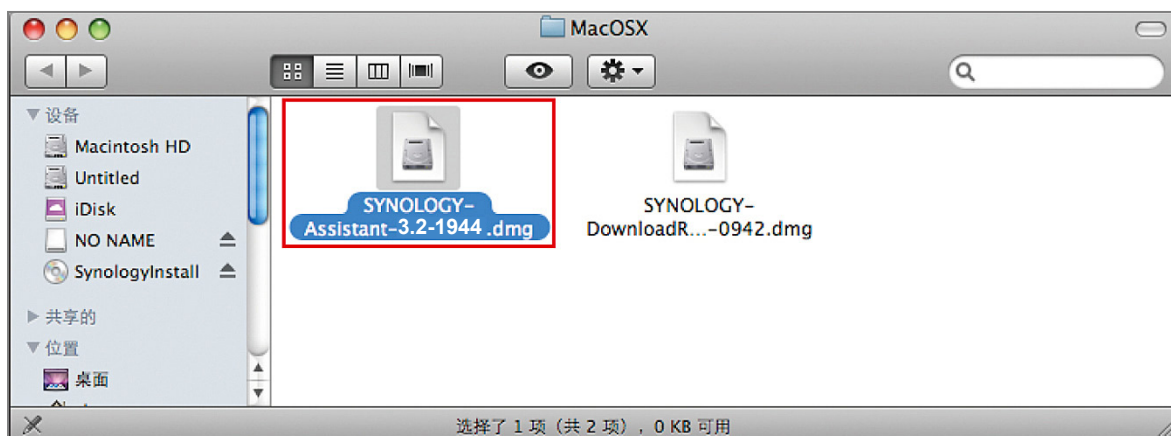 MacOSX
设备
Macintosh HD
Untitled
iDisk
NO NAME
SynologyInstall
共享的
位置
桌面
SYNOLOGY-
Assistant-3.2-1944 .dmg
SYNOLOGY-
DownloadR...-0942.dmg
选择了 1 项（共 2 项），0 KB 可用